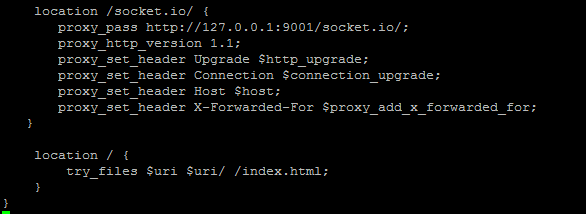 location /socket.io/ {
proxy_pass http://127.0.0.1:9001/socket.io/;
proxy_http_version 1.1;
proxy_set_header Upgrade $http_upgrade;
proxy_set_header Connection $connection_upgrade;
proxy_set_header Host $host;
proxy_set_header X-Forwarded-For $proxy_add_x_forwarded_for;
}
location / {
try_files $uri $uri/ /index.html;
}
}